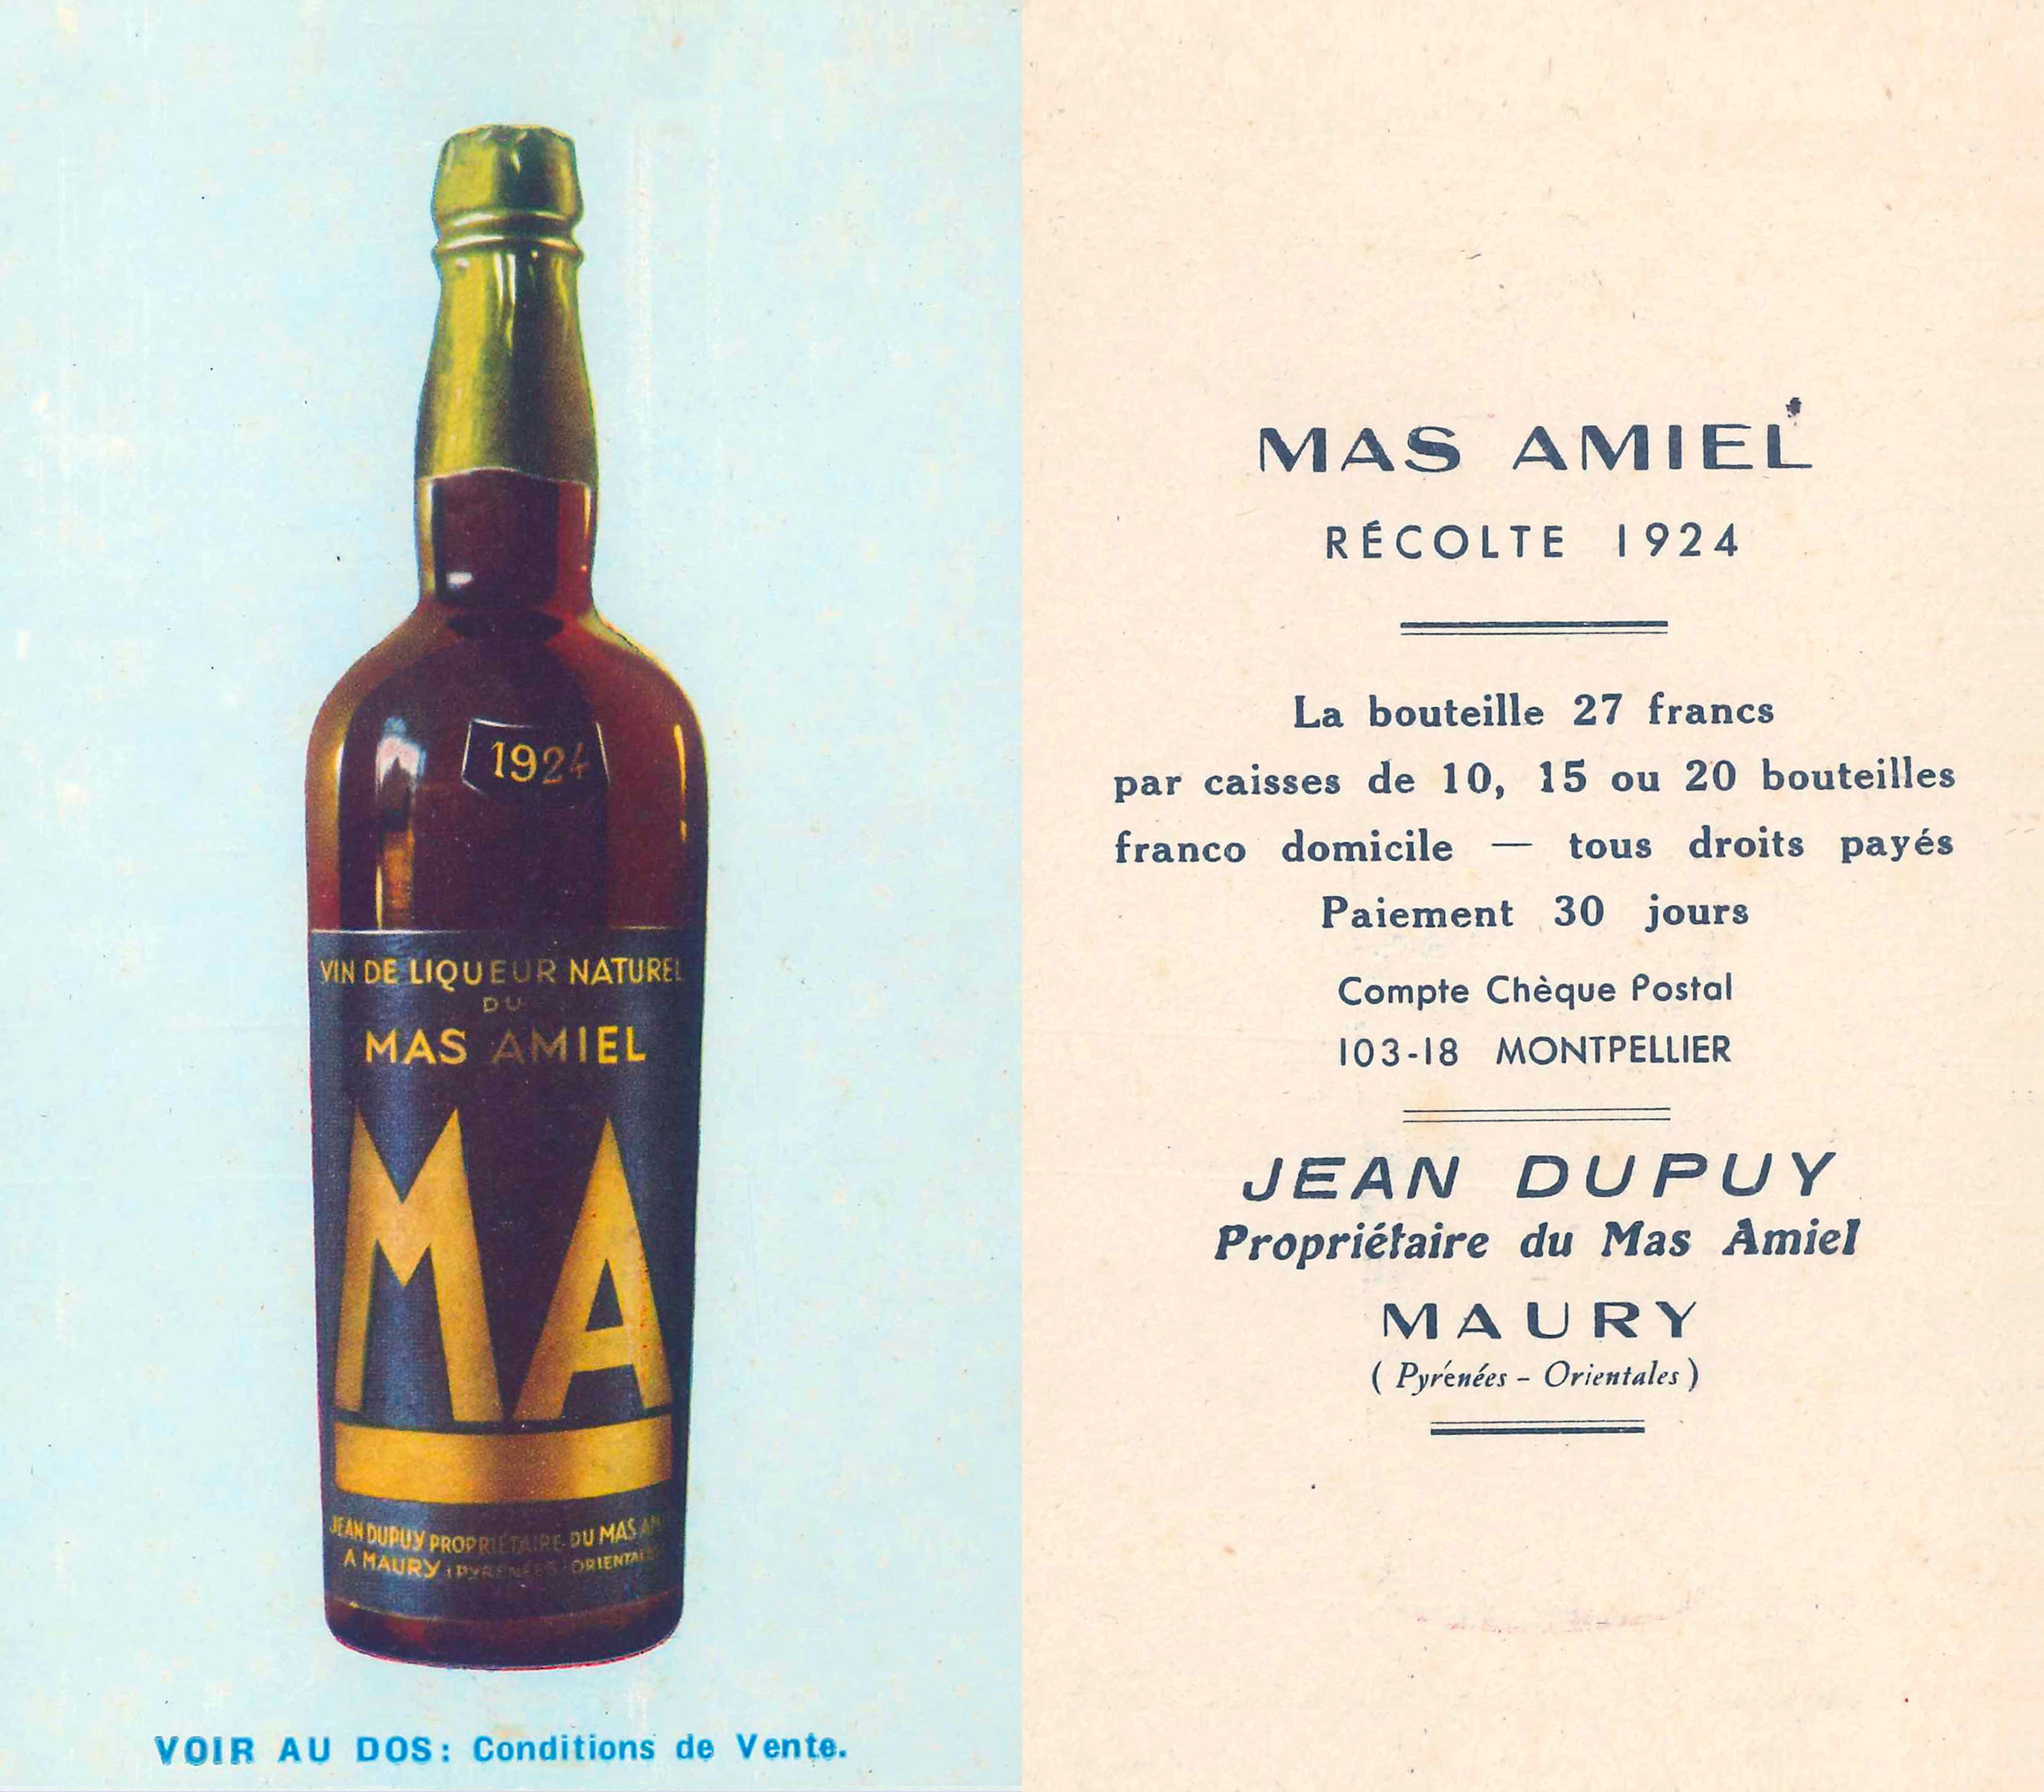 1924
VIN DE LIQUEUR NATUREL
DU
MAS AMIEL
MA
JEAN DUPUY PROPRIÉTAIRE DU MAS AM
A MAURY (PYRÉNÉES-ORIENTALE
VOIR AU DOS: Conditions de Vente.
MAS AMIEL
RÉCOLTE 1924
La bouteille 27 francs
par caisses de 10, 15 ou 20 bouteilles
franco domicile — tous droits payés
Paiement 30 jours
Compte Chèque Postal
103-18 MONTPELLIER
JEAN DUPUY
Propriétaire du Mas Amiel
MAURY
( Pyrénées - Orientales )